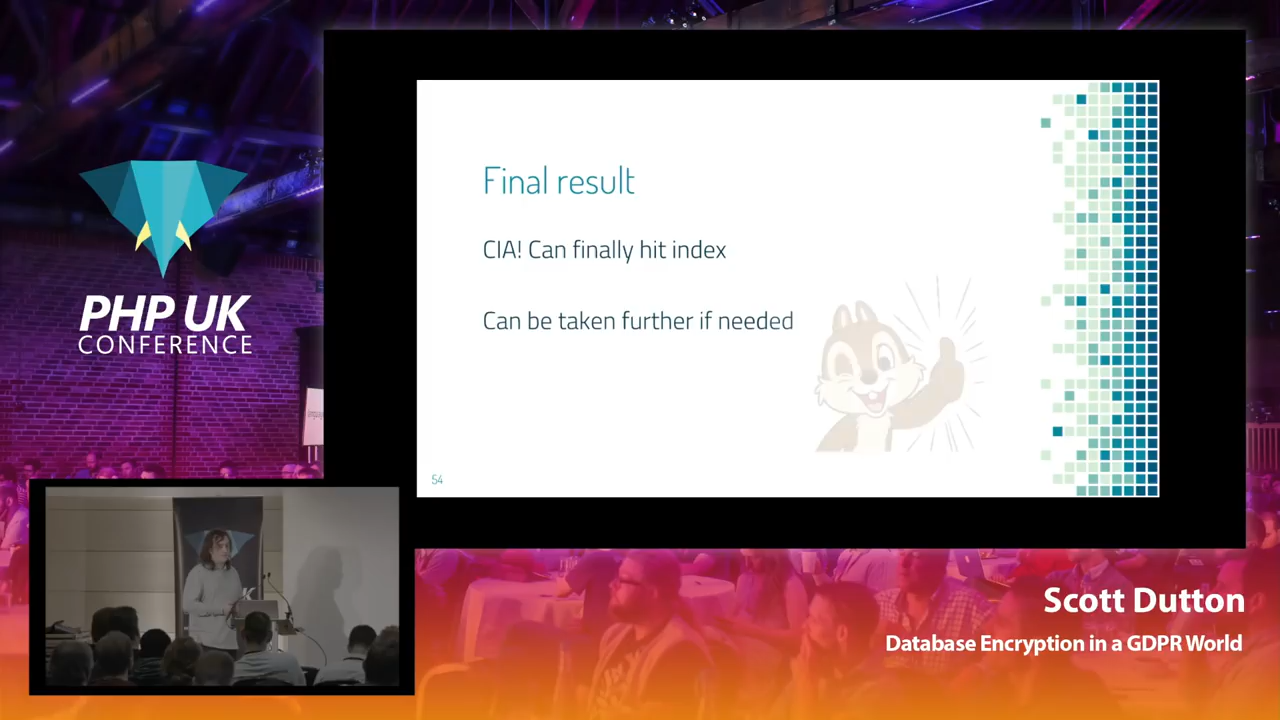 PHP UK
CONFERENCE
Final result
CIA! Can finally hit index
Can be taken further if needed
54
Scott Dutton
Database Encryption in a GDPR World